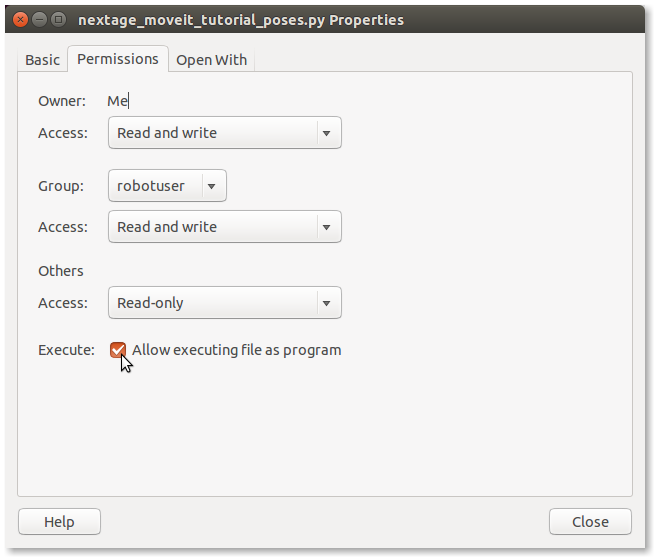 nextage_moveit_tutorial_poses.py Properties
Basic Permissions Open With
Owner: Me
Access: Read and write
Group: robotuser
Access: Read and write
Others
Access: Read-only
Execute: Allow executing file as program
Help Close